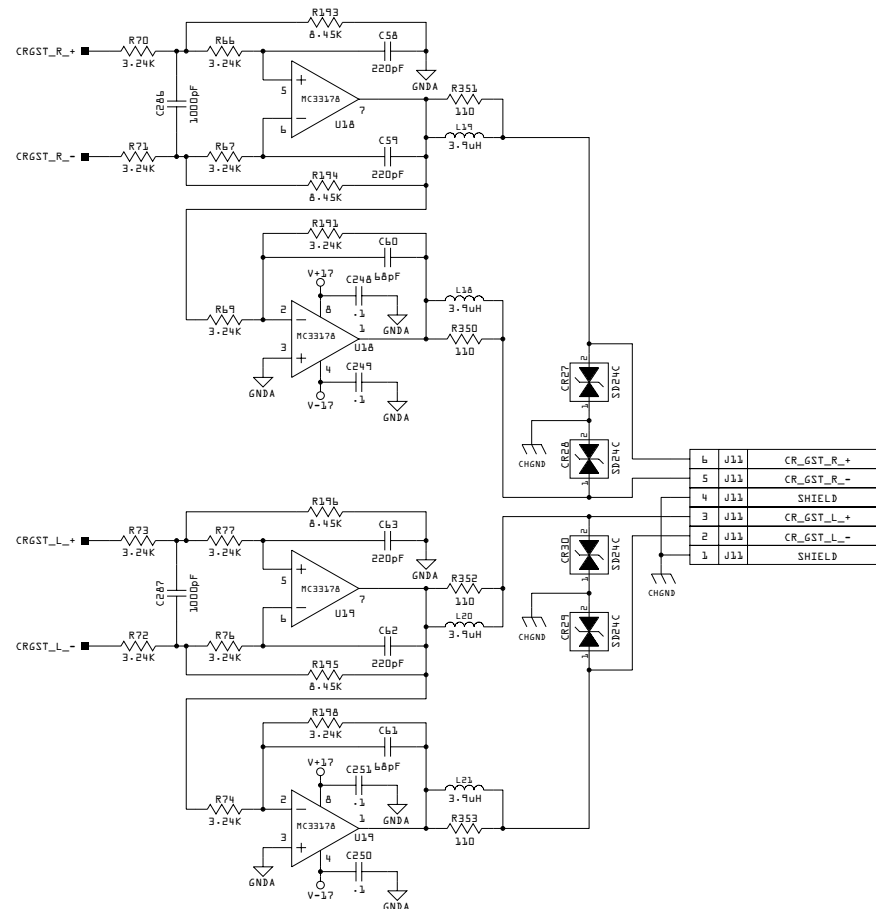 R193
8.45K
R70
3.24K
R66
3.24K
C58
220pF
CRGST_R_+
GNDA
C286
1000pF
+
5
MC33178
7
6
−
U18
R351
110
L19
3.9uH
CRGST_R_-
R71
3.24K
R67
3.24K
C59
220pF
R194
8.45K
R191
3.24K
C60
68pF
V+17
C248
.1
GNDA
8
R69
3.24K
2
−
MC33178
1
U18
3
+
4
GNDA
L18
3.9uH
R350
110
C249
.1
V-17
GNDA
CR27
2
SD24C
1
CHGND
CR28
2
SD24C
1
6 J11 CR_GST_R_+
5 J11 CR_GST_R_-
4 J11 SHIELD
3 J11 CR_GST_L_+
2 J11 CR_GST_L_-
1 J11 SHIELD
CHGND
R196
8.45K
CRGST_L_+
R73
3.24K
R77
3.24K
C63
220pF
GNDA
C287
1000pF
5
+
MC33178
7
6
−
U19
R352
110
L20
3.9uH
CR30
2
SD24C
1
CHGND
CR29
2
SD24C
1
CRGST_L_-
R72
3.24K
R76
3.24K
C62
220pF
R195
8.45K
R198
3.24K
C61
68pF
V+17
C251
.1
GNDA
8
R74
3.24K
2
−
MC33178
1
U19
3
+
4
GNDA
L21
3.9uH
R353
110
C250
.1
V-17
GNDA